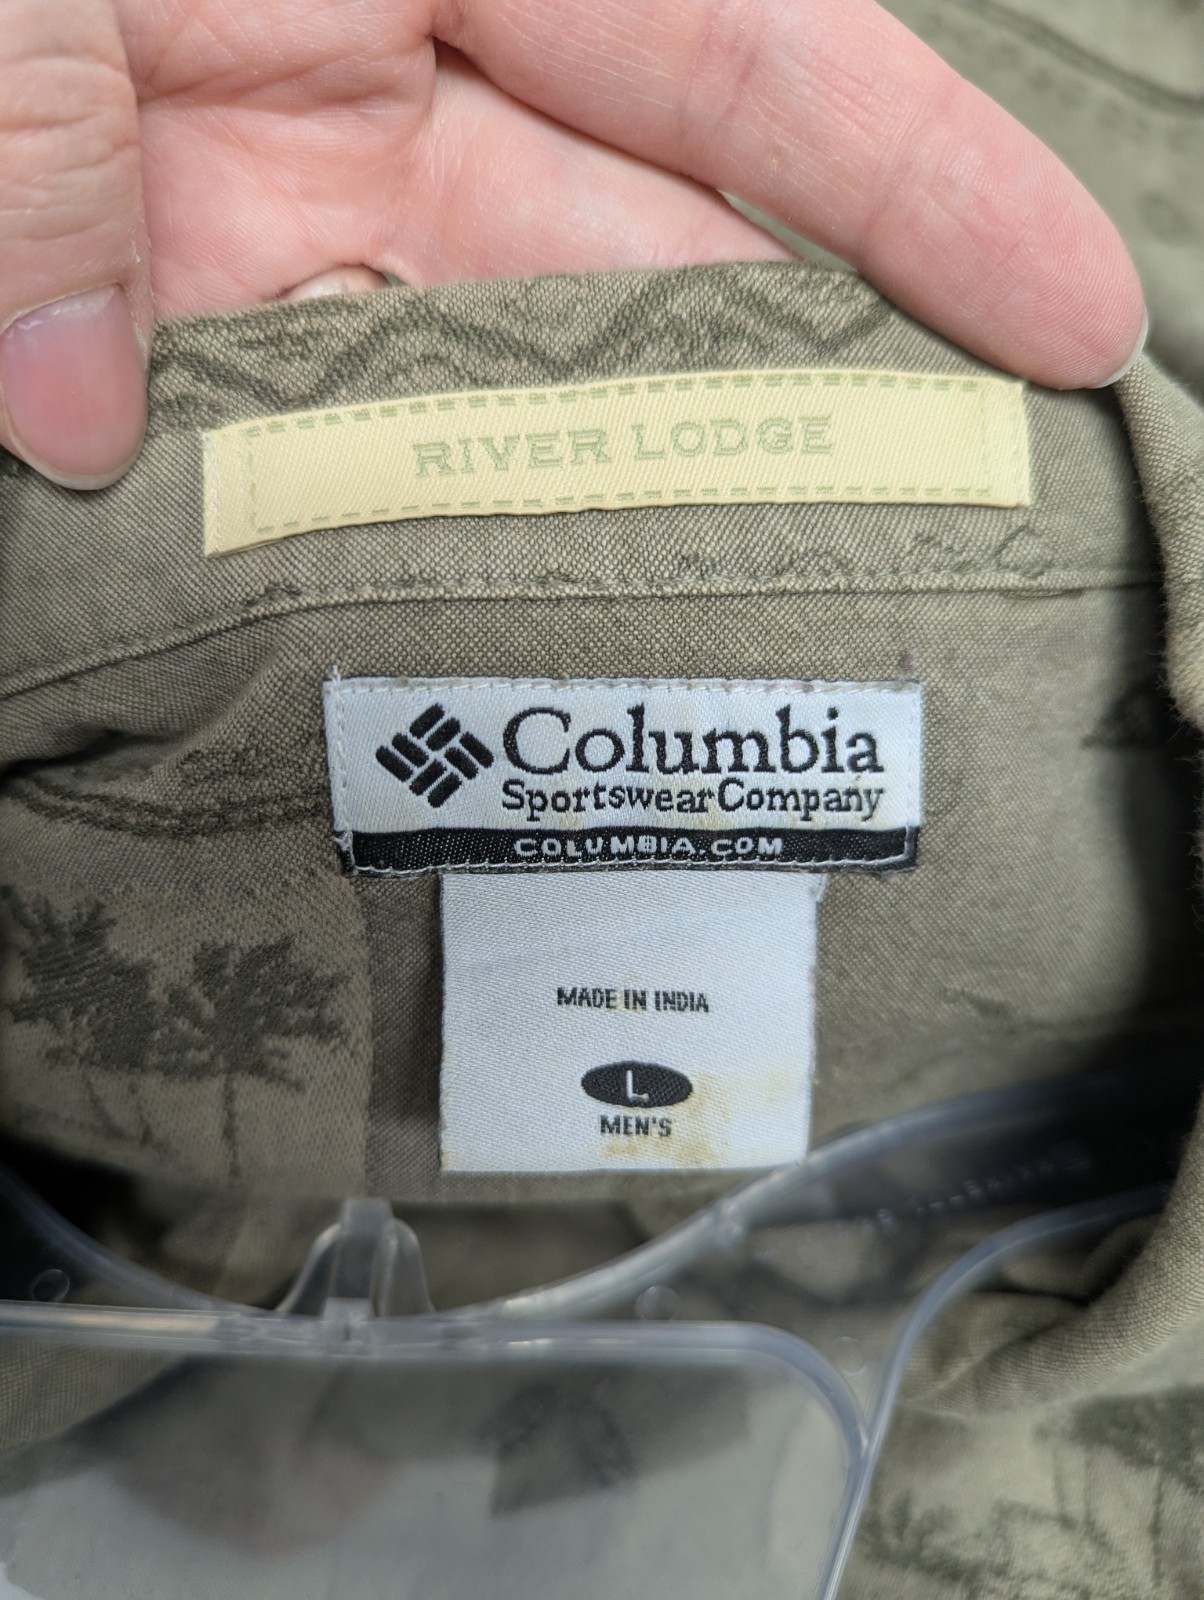 RIVER LODGE
Columbia
Sportswear Company
COLUMBIA.COM
MADE IN INDIA
L
MEN'S